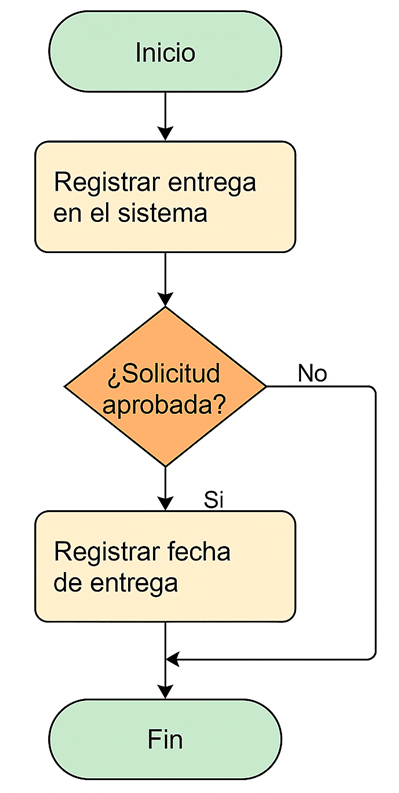 Inicio
Registrar entrega
en el sistema
¿Solicitud
aprobada?
No
Si
Registrar fecha
de entrega
Fin